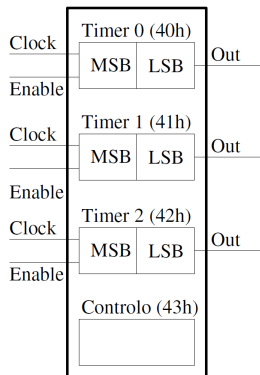 Timer 0 (40h)
Clock
MSB LSB
Out
Enable
Timer 1 (41h)
Clock
MSB LSB
Out
Enable
Timer 2 (42h)
Clock
MSB LSB
Out
Enable
Controlo (43h)